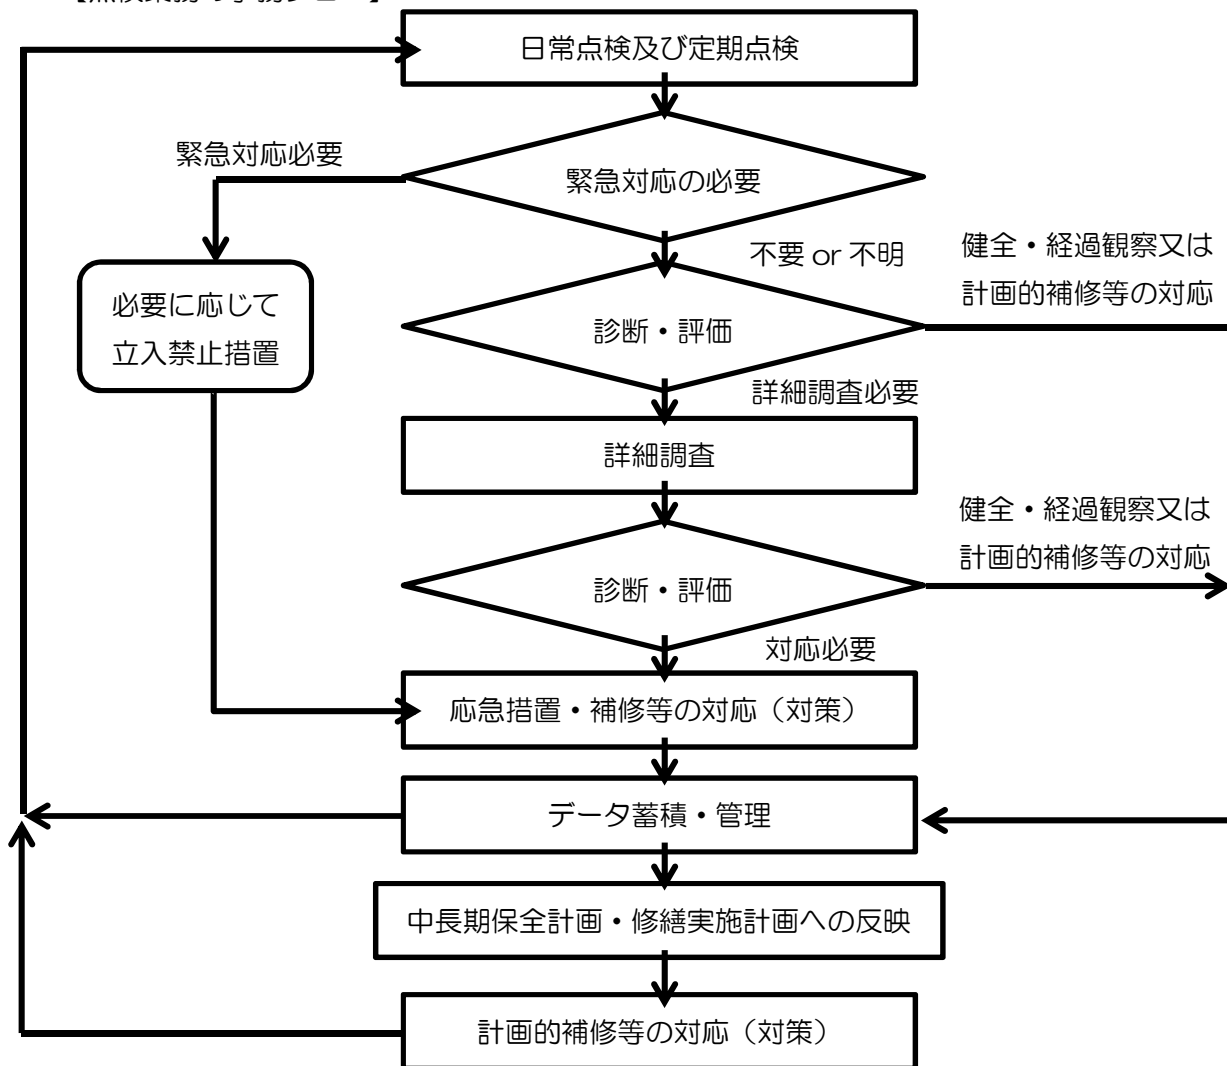 日常点検及び定期点検
緊急対応必要
緊急対応の必要
不要 or 不明
健全・経過観察又は
計画的補修等の対応
必要に応じて
立入禁止措置
診断・評価
詳細調査必要
詳細調査
健全・経過観察又は
計画的補修等の対応
診断・評価
対応必要
応急措置・補修等の対応（対策）
データ蓄積・管理
中長期保全計画・修繕実施計画への反映
計画的補修等の対応（対策）